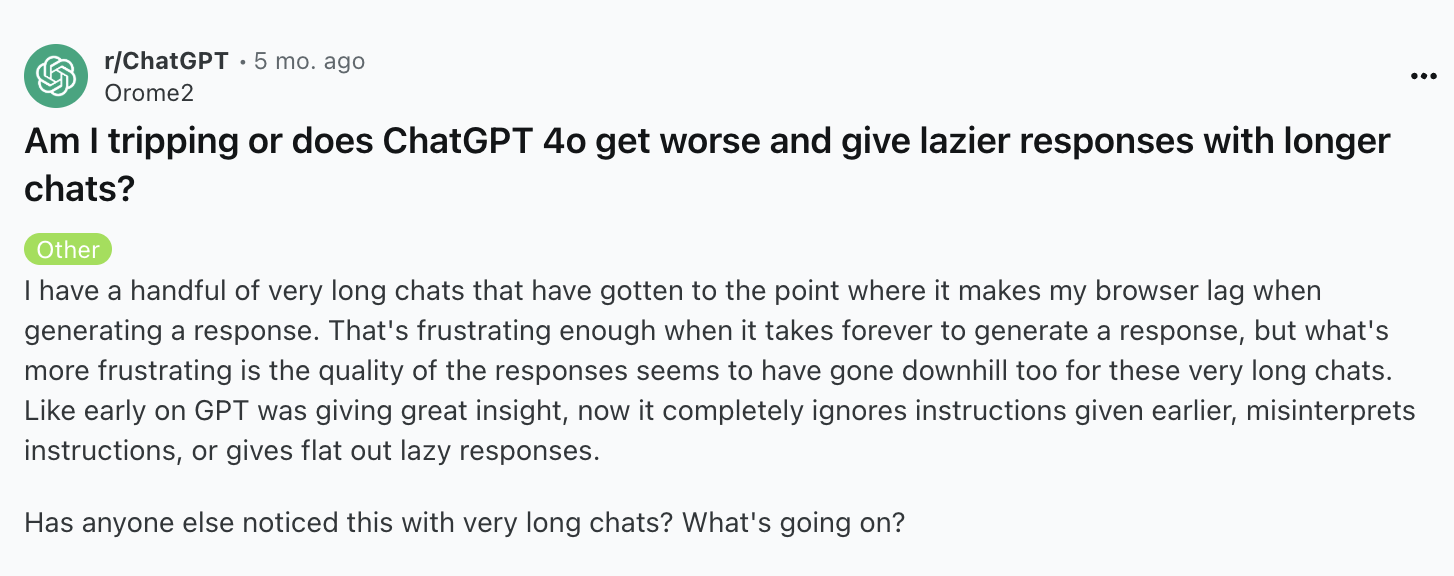 r/ChatGPT • 5 mo. ago
Orome2
Am I tripping or does ChatGPT 4o get worse and give lazier responses with longer
chats?
Other
I have a handful of very long chats that have gotten to the point where it makes my browser lag when
generating a response. That's frustrating enough when it takes forever to generate a response, but what's
more frustrating is the quality of the responses seems to have gone downhill too for these very long chats.
Like early on GPT was giving great insight, now it completely ignores instructions given earlier, misinterprets
instructions, or gives flat out lazy responses.
Has anyone else noticed this with very long chats? What's going on?